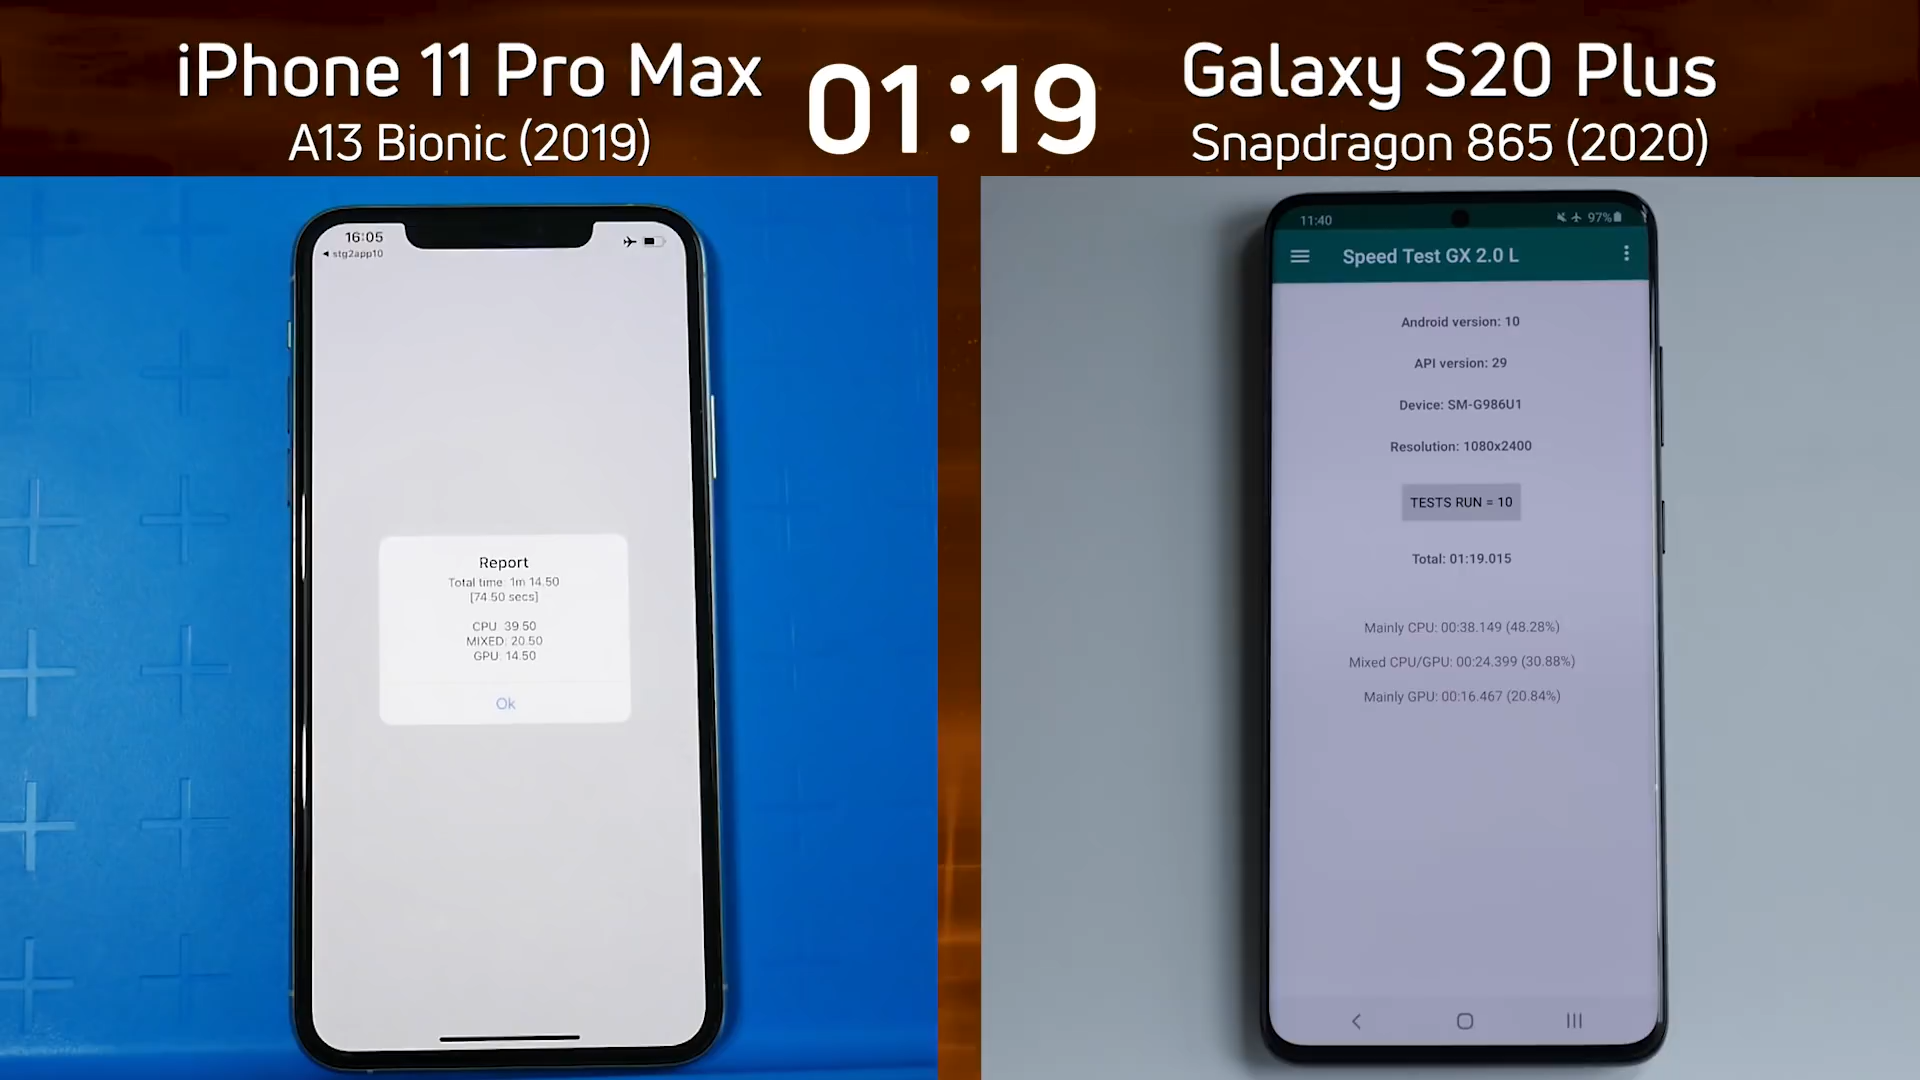 iPhone 11 Pro Max
A13 Bionic (2019)
01:19
Galaxy S20 Plus
Snapdragon 865 (2020)
16:05
◄ stg2app10
Report
Total time: 1m 14.50
[74.50 secs]
CPU: 39.50
MIXED: 20.50
GPU: 14.50
Ok
11:40
97%
Speed Test GX 2.0 L
Android version: 10
API version: 29
Device: SM-G986U1
Resolution: 1080x2400
TESTS RUN = 10
Total: 01:19.015
Mainly CPU: 00:38.149 (48.28%)
Mixed CPU/GPU: 00:24.399 (30.88%)
Mainly GPU: 00:16.467 (20.84%)